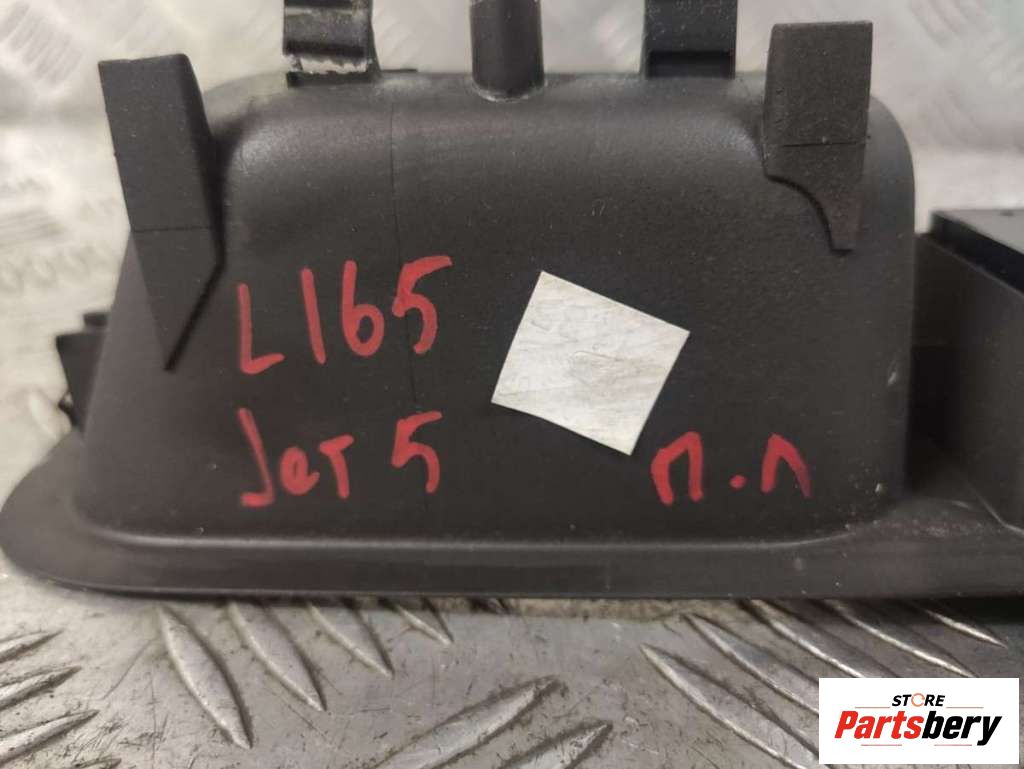 L165
Jet 5 п.л
STORE
Partsbery